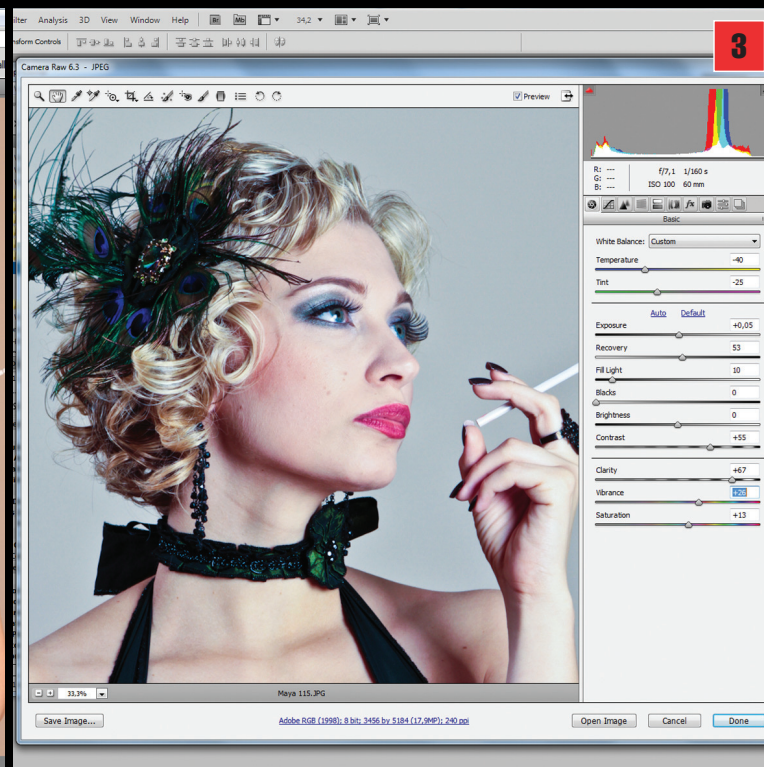 Analysis 3D View Window Help Br Mb 34,2
3
Camera Raw 6.3 - JPEG
Preview
R: ---
G: ---
B: ---
f/7,1 1/160 s
ISO 100 60 mm
fx
Basic
White Balance: Custom
Temperature -40
Tint -25
Auto Default
Exposure +0,05
Recovery 53
Fill Light 10
Blacks 0
Brightness 0
Contrast +55
Clarity +67
Vibrance +26
Saturation +13
33,3%
Maya 115.JPG
Save Image...
Adobe RGB (1998); 8 bit; 3456 by 5184 (17,9MP); 240 ppi
Open Image Cancel Done